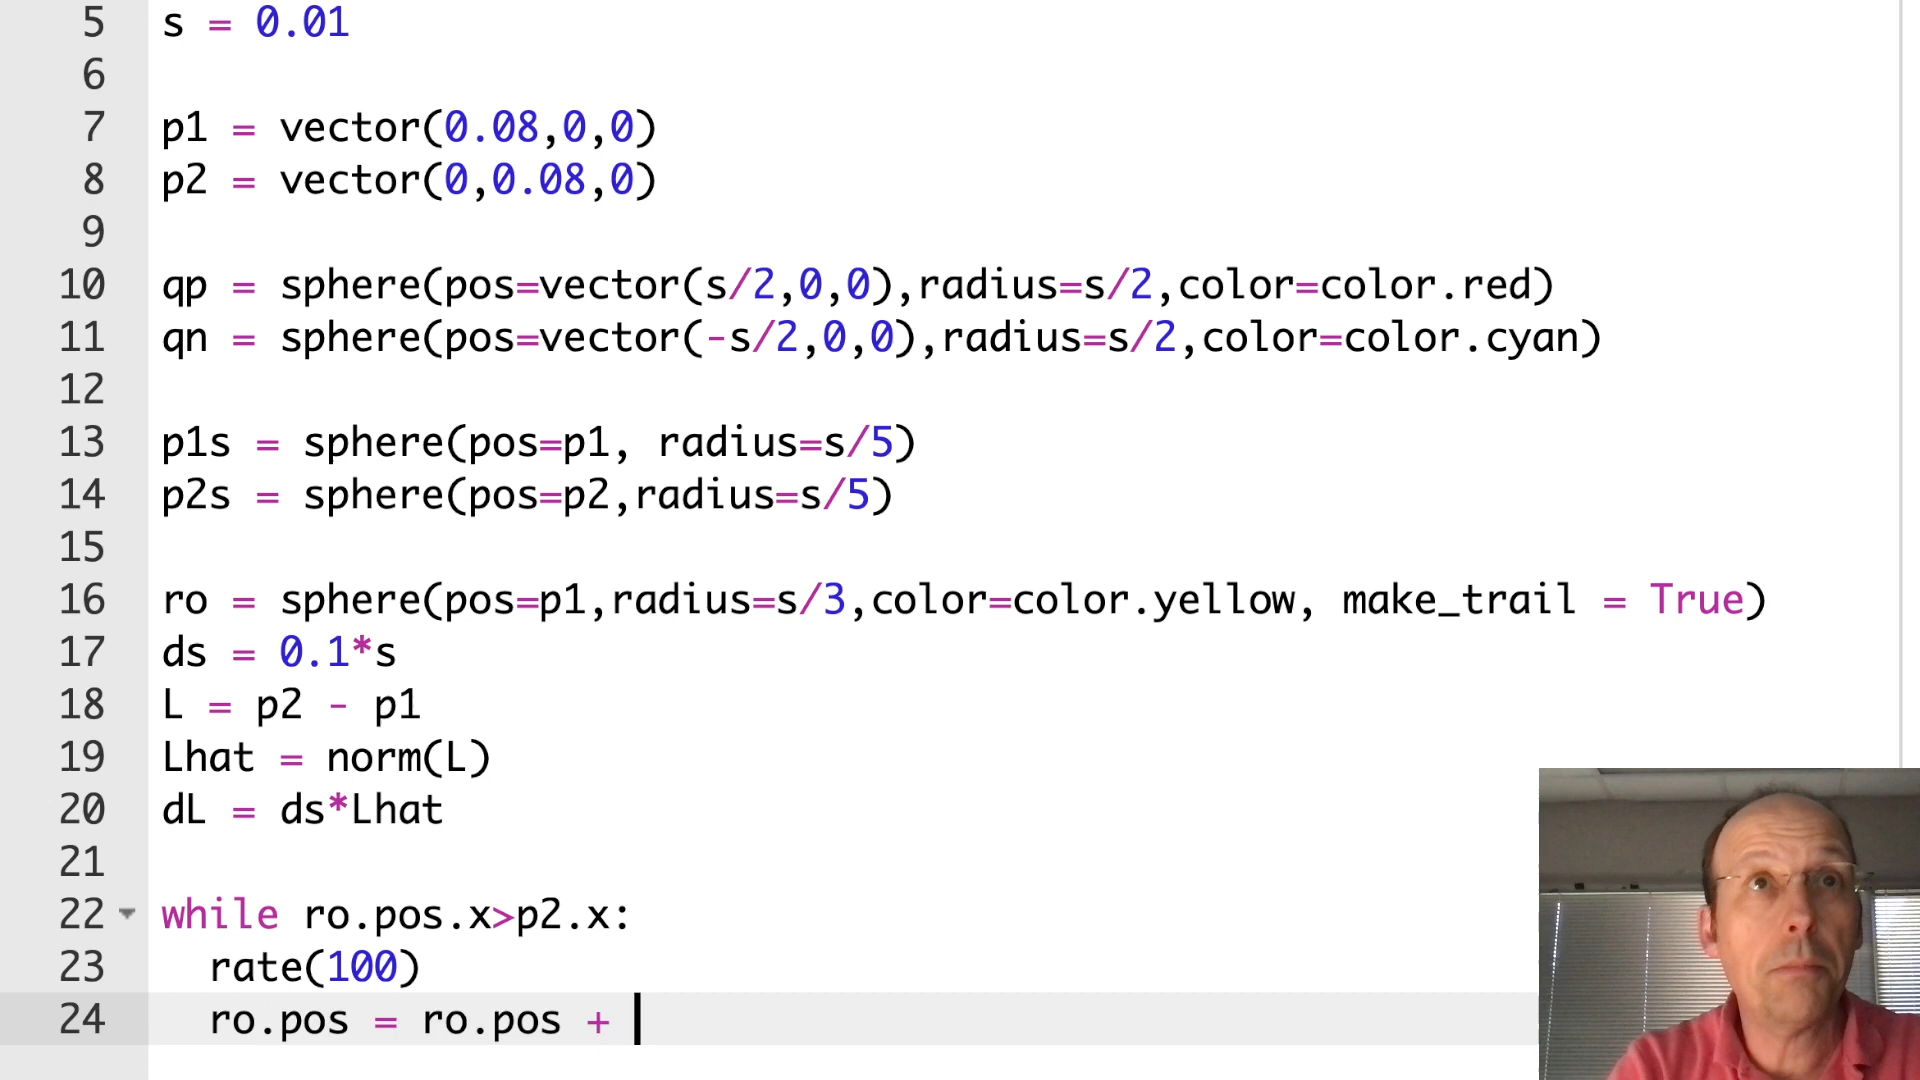 5 s = 0.01
6
7 p1 = vector(0.08,0,0)
8 p2 = vector(0,0.08,0)
9
10 qp = sphere(pos=vector(s/2,0,0),radius=s/2,color=color.red)
11 qn = sphere(pos=vector(-s/2,0,0),radius=s/2,color=color.cyan)
12
13 p1s = sphere(pos=p1, radius=s/5)
14 p2s = sphere(pos=p2,radius=s/5)
15
16 ro = sphere(pos=p1,radius=s/3,color=color.yellow, make_trail = True)
17 ds = 0.1*s
18 L = p2 - p1
19 Lhat = norm(L)
20 dL = ds*Lhat
21
22 while ro.pos.x>p2.x:
23   rate(100)
24   ro.pos = ro.pos +